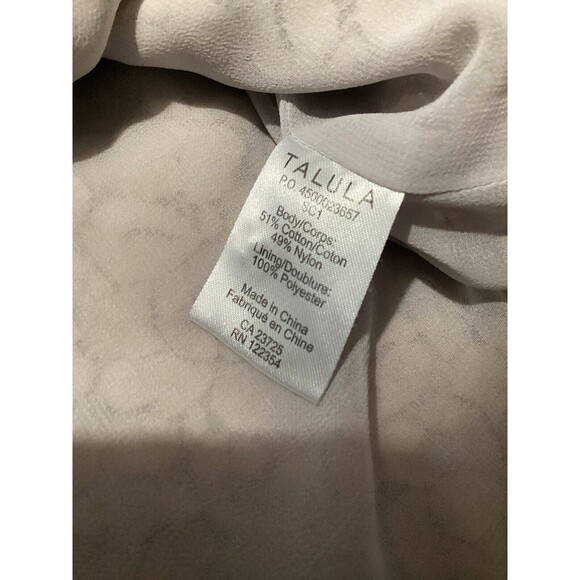 TALULA
P.O. 4500023657
SC1
Body/Corps:
51% Cotton/Coton
49% Nylon
Lining/Doublure:
100% Polyester
Made in China
Fabriqué en Chine
CA 23725
RN 122354